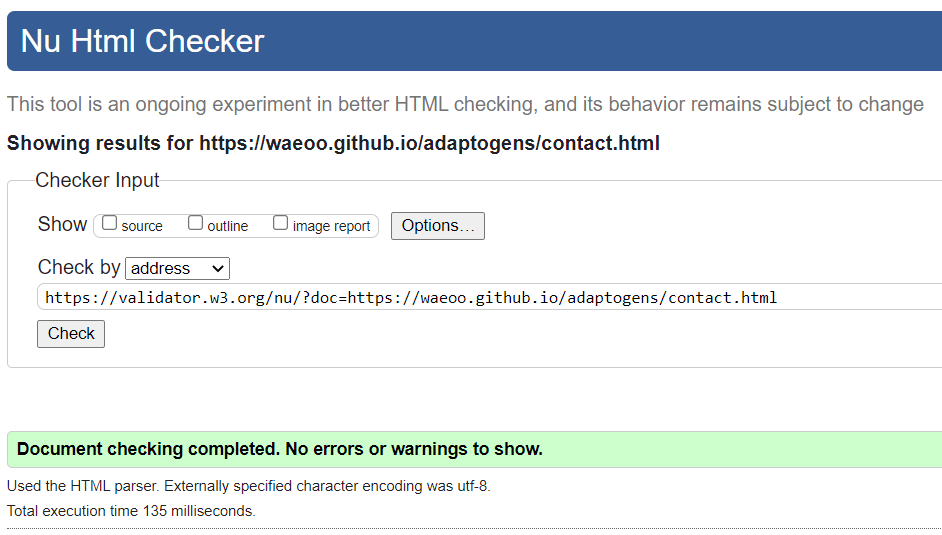 Nu Html Checker
This tool is an ongoing experiment in better HTML checking, and its behavior remains subject to change
Showing results for https://waeoo.github.io/adaptogens/contact.html
Checker Input
Show source outline image report Options...
Check by address
https://validator.w3.org/nu/?doc=https://waeoo.github.io/adaptogens/contact.html
Check
Document checking completed. No errors or warnings to show.
Used the HTML parser. Externally specified character encoding was utf-8.
Total execution time 135 milliseconds.